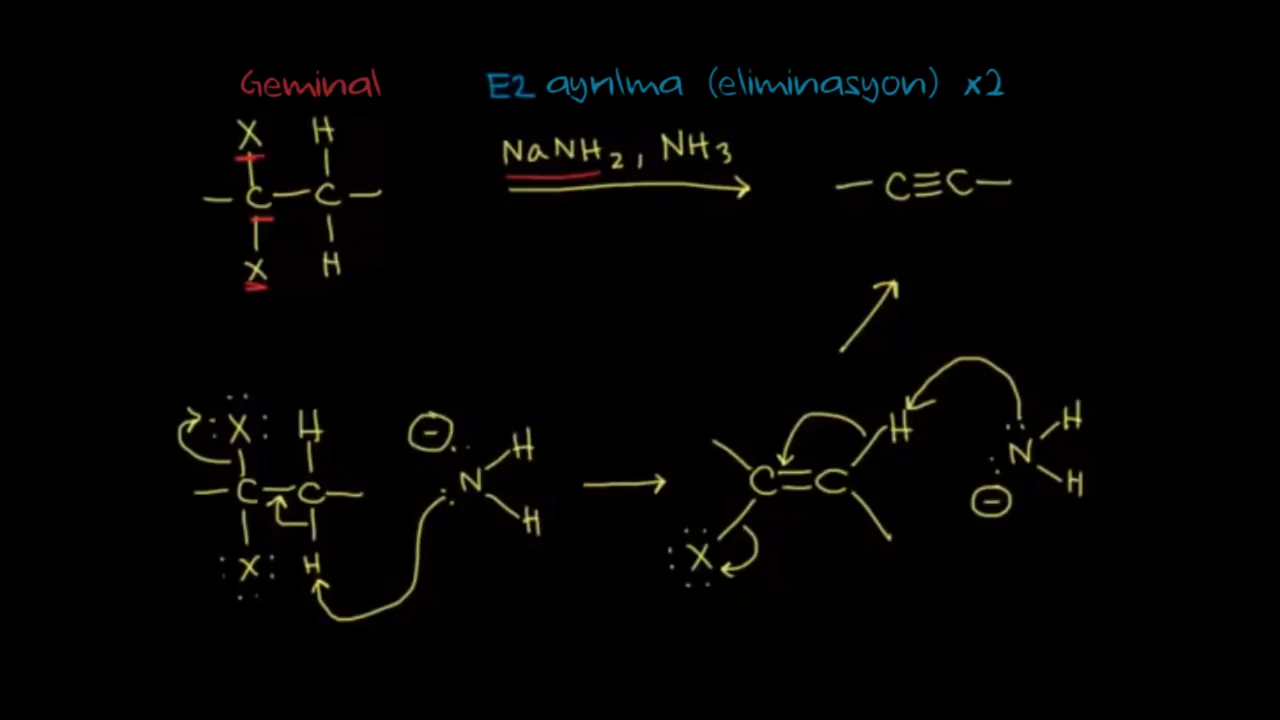 Geminal E2 ayrılma (eliminasyon) x2
X H
NaNH2, NH3
— C — C — — C≡C —
X H
X H H H
⊖ N H
— C — C — C = C N
H H
X H X ⊖